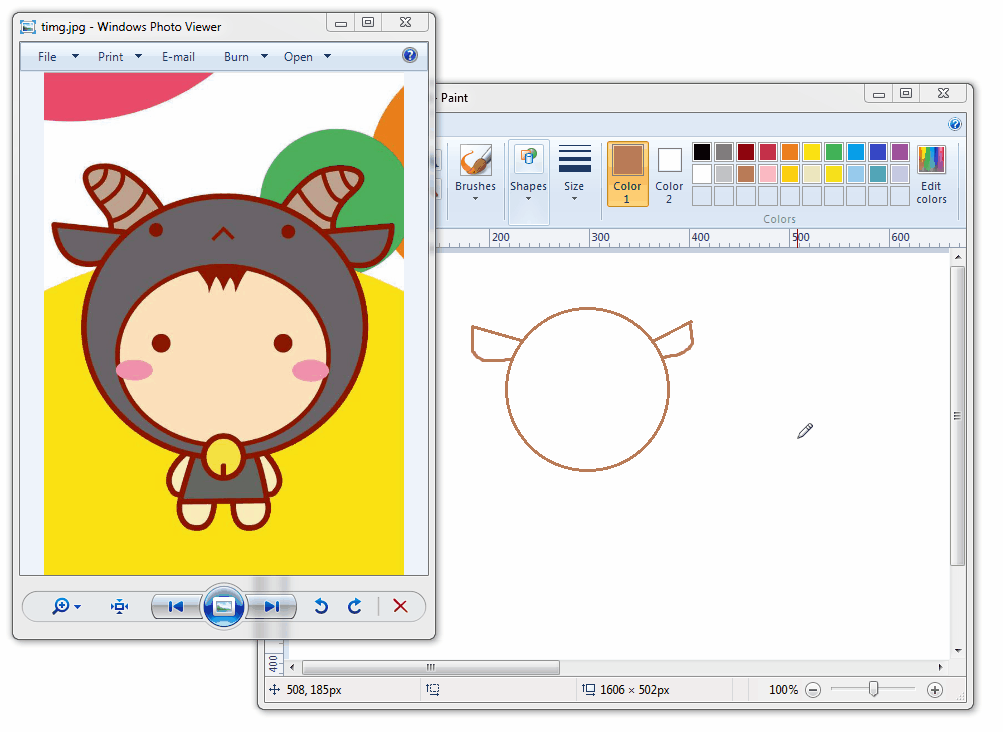 timg.jpg - Windows Photo Viewer
File Print E-mail Burn Open
- Paint
Brushes
Shapes
Size
Color
1
Color
2
Edit
colors
Colors
200 300 400 500 600
400
508, 185px
1606 × 502px
100%